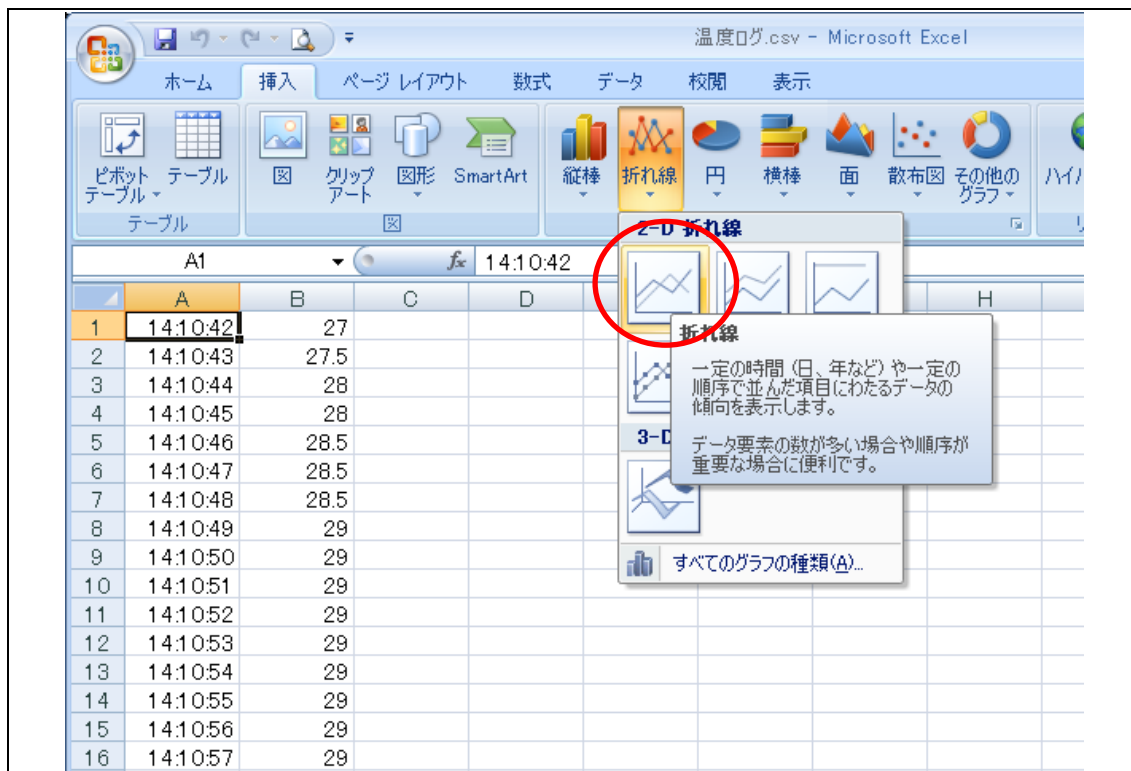 温度ログ.csv - Microsoft Excel
ホーム 挿入 ページ レイアウト 数式 データ 校閲 表示
ピボット テーブル テーブル 図 クリップ アート 図形 SmartArt 縦棒 折れ線 円 横棒 面 散布図 その他の グラフ
テーブル 図
A1 fx 14:10:42
A B C D H
2-D 折れ線
折れ線
一定の時間 (日、年など) や一定の
順序で並んだ項目にわたるデータの
傾向を表示します。
データ要素の数が多い場合や順序が
重要な場合に便利です。
3-D
すべてのグラフの種類(A)...
1 14:10:42 27
2 14:10:43 27.5
3 14:10:44 28
4 14:10:45 28
5 14:10:46 28.5
6 14:10:47 28.5
7 14:10:48 28.5
8 14:10:49 29
9 14:10:50 29
10 14:10:51 29
11 14:10:52 29
12 14:10:53 29
13 14:10:54 29
14 14:10:55 29
15 14:10:56 29
16 14:10:57 29